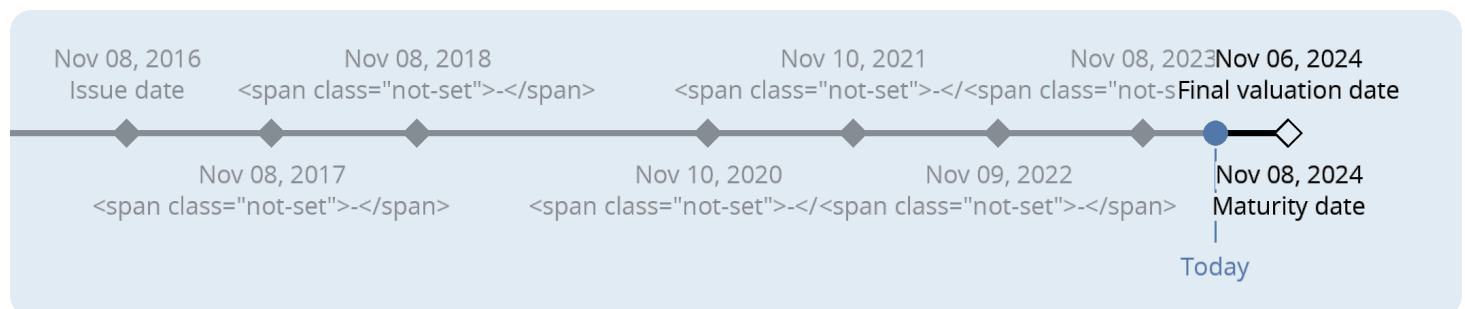 Nov 08, 2016
Issue date
Nov 08, 2018
<span class="not-set">-</span>
Nov 10, 2021
<span class="not-set">-</
Nov 08, 2023
<span class="not-s
Nov 06, 2024
Final valuation date
Nov 08, 2017
<span class="not-set">-</span>
Nov 10, 2020
<span class="not-set">-</
Nov 09, 2022
<span class="not-set">-</span>
Nov 08, 2024
Maturity date
Today